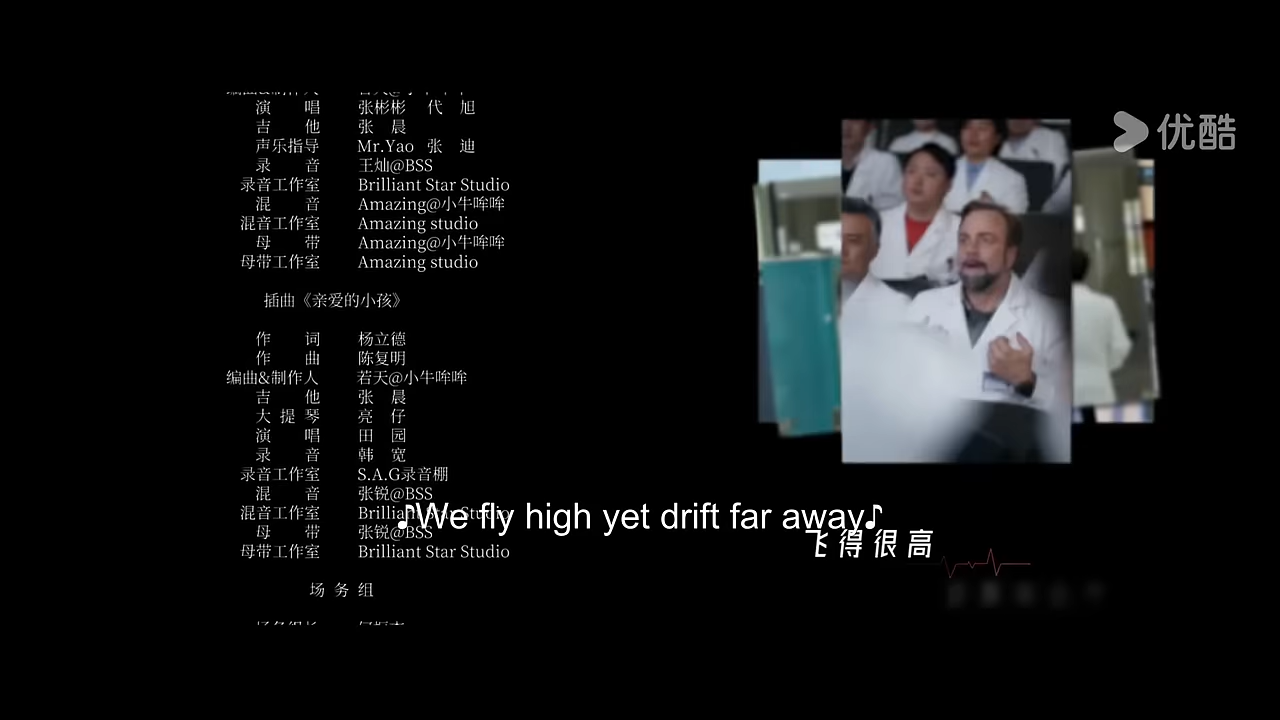 演 唱 张彬彬 代 旭
吉 他 张 晨
声乐指导 Mr.Yao 张 迪
录 音 王灿@BSS
录音工作室 Brilliant Star Studio
混 音 Amazing@小牛哞哞
混音工作室 Amazing studio
母 带 Amazing@小牛哞哞
母带工作室 Amazing studio
插曲《亲爱的小孩》
作 词 杨立德
作 曲 陈复明
编曲&制作人 若天@小牛哞哞
吉 他 张 晨
大 提 琴 亮 仔
演 唱 田 园
录 音 韩 宽
录音工作室 S.A.G录音棚
混 音 张锐@BSS
混音工作室 Brilliant Star Studio
母 带 张锐@BSS
母带工作室 Brilliant Star Studio
场 务 组
优酷
♪We fly high yet drift far away♪
飞得很高